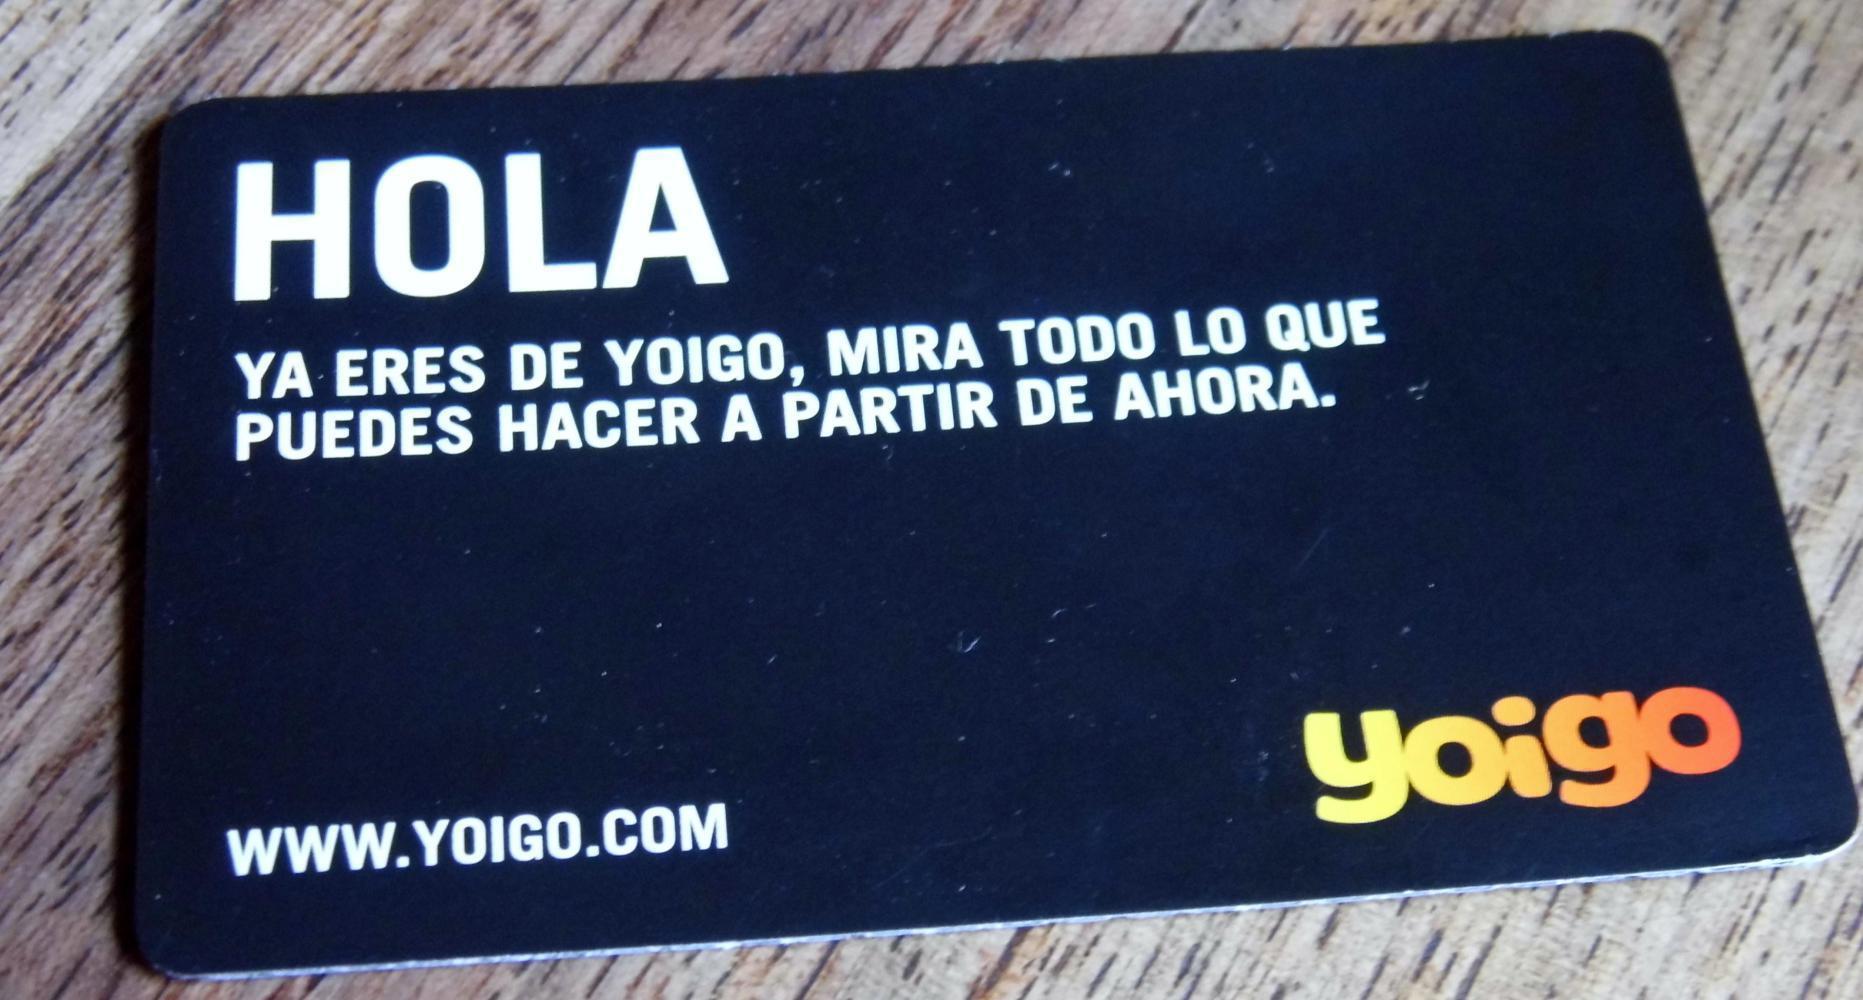 HOLA
YA ERES DE YOIGO, MIRA TODO LO QUE
PUEDES HACER A PARTIR DE AHORA.
yoigo
WWW.YOIGO.COM